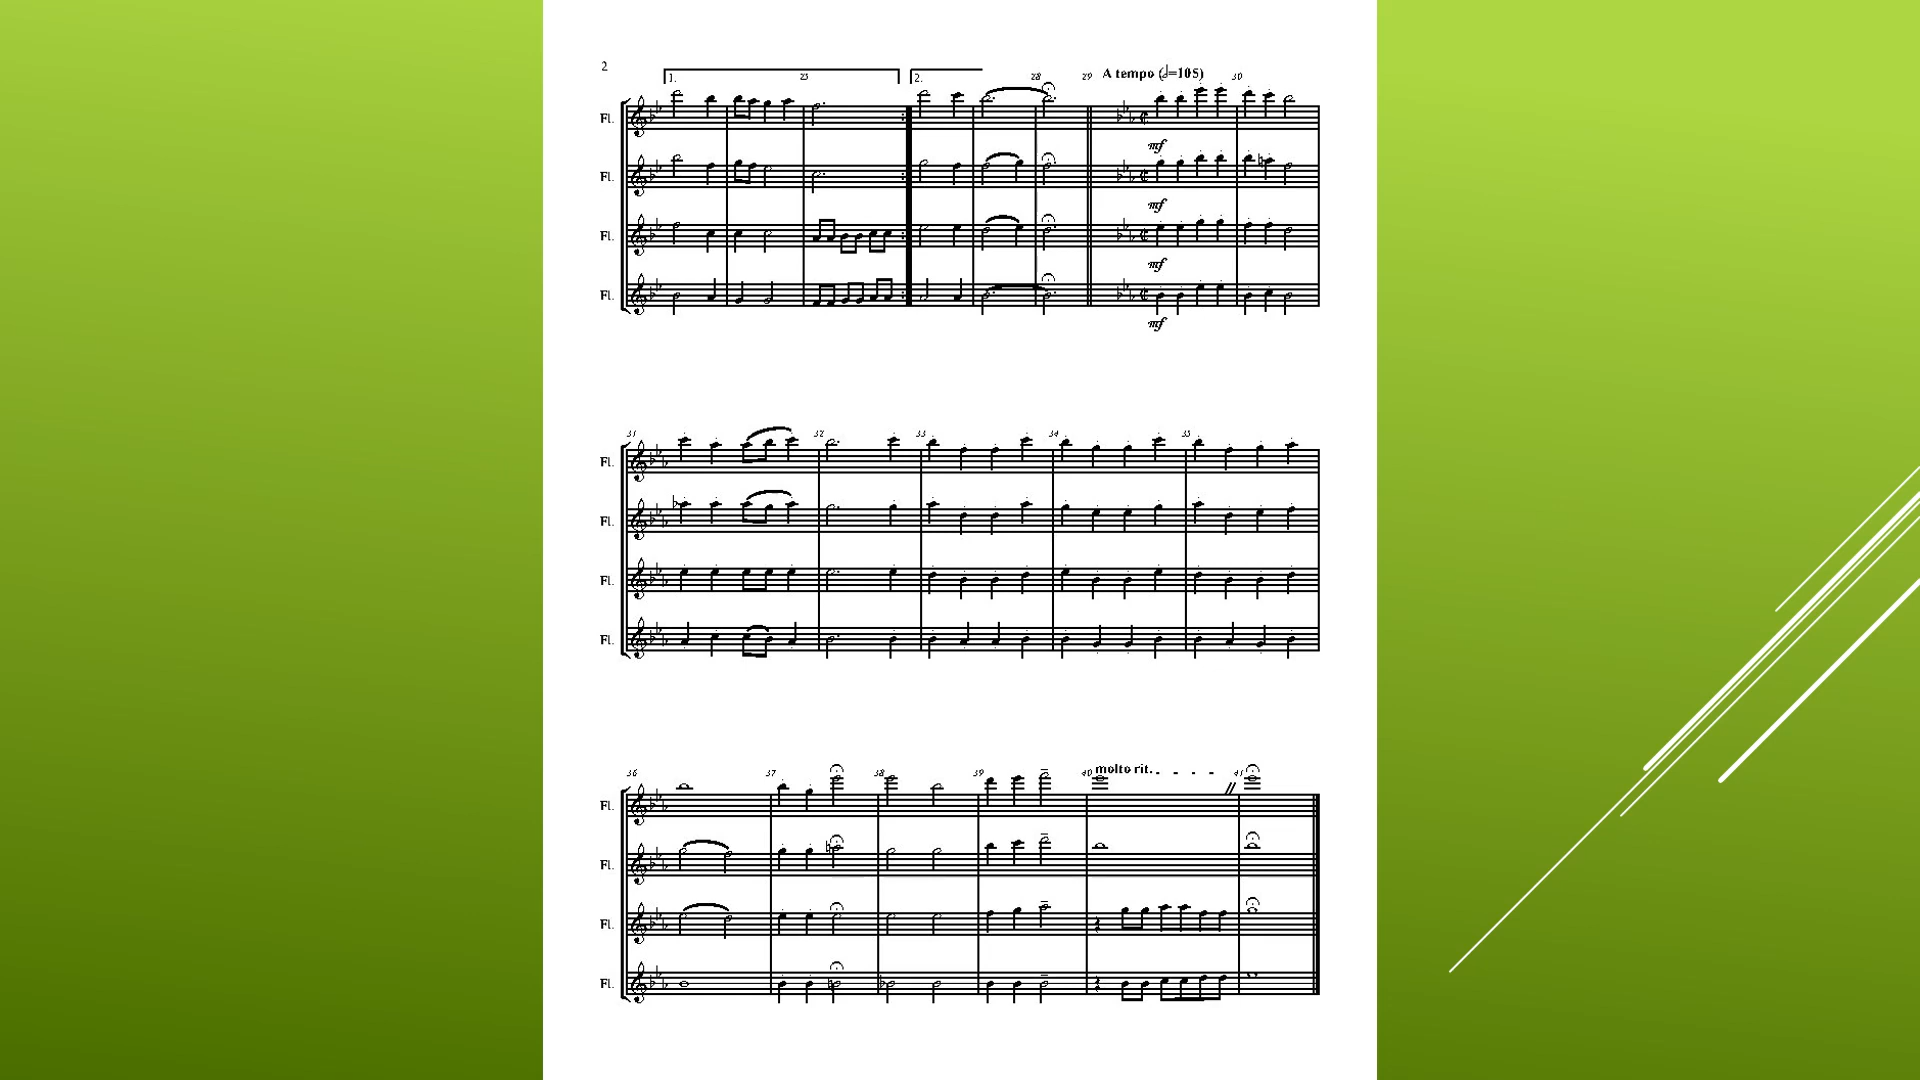 2
1. 25 2. 28 29 A tempo (𝅗𝅥=105) 30
Fl.
mf
Fl.
mf
Fl.
mf
Fl.
mf
31 32 33 34 35
Fl.
Fl.
Fl.
Fl.
36 37 38 39 40 molto rit. 41
Fl.
Fl.
Fl.
Fl.